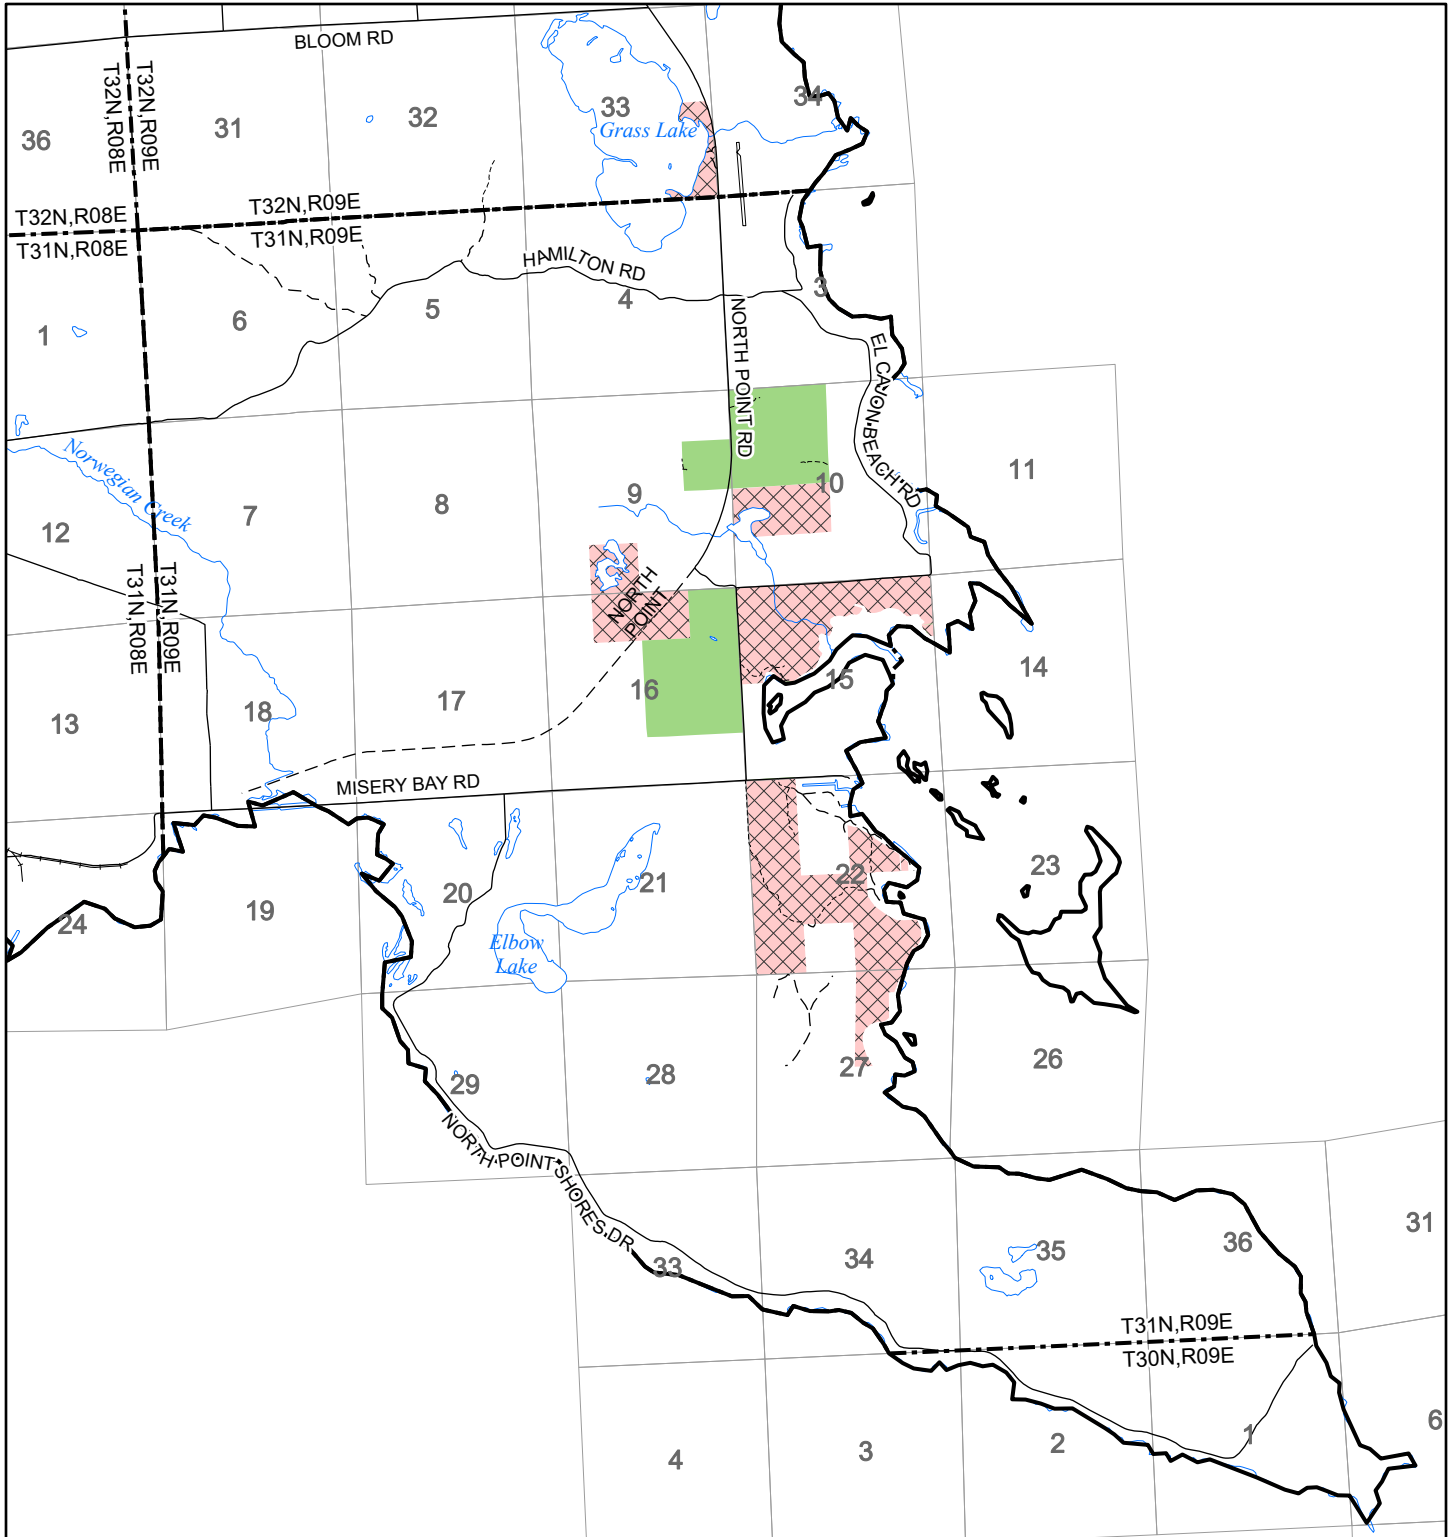 BLOOM RD
T32N,R08E
T32N,R09E
36
31
32
33
34
Grass Lake
T32N,R08E
T31N,R08E
T32N,R09E
T31N,R09E
HAMILTON RD
1
6
5
4
3
NORTH POINT RD
EL CAJON BEACH RD
Norwegian Creek
12
7
8
9
10
11
T31N,R08E
T31N,R09E
NORTH
POINT
13
18
17
16
15
14
MISERY BAY RD
24
19
20
21
22
23
Elbow
Lake
29
28
27
26
NORTH POINT SHORES DR
33
34
35
36
31
T31N,R09E
T30N,R09E
4
3
2
1
6